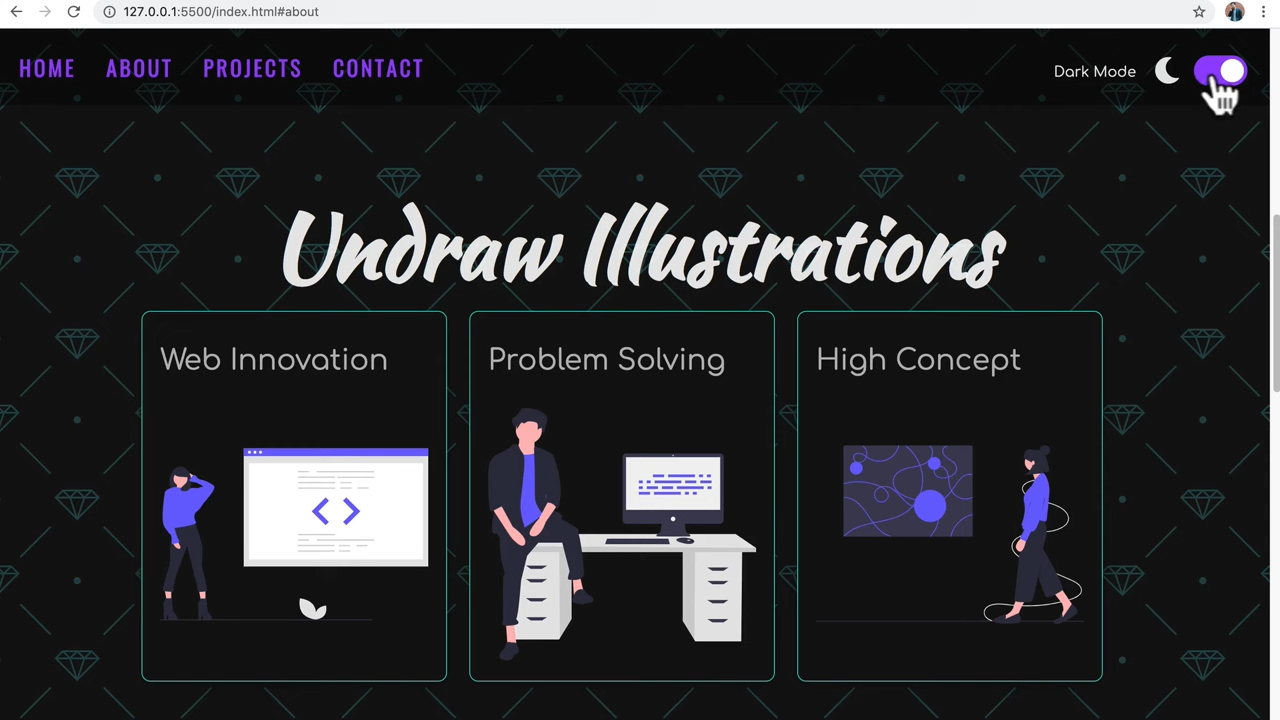 127.0.0.1:5500/index.html#about
HOME ABOUT PROJECTS CONTACT
Dark Mode
Undraw Illustrations
Web Innovation
Problem Solving
High Concept